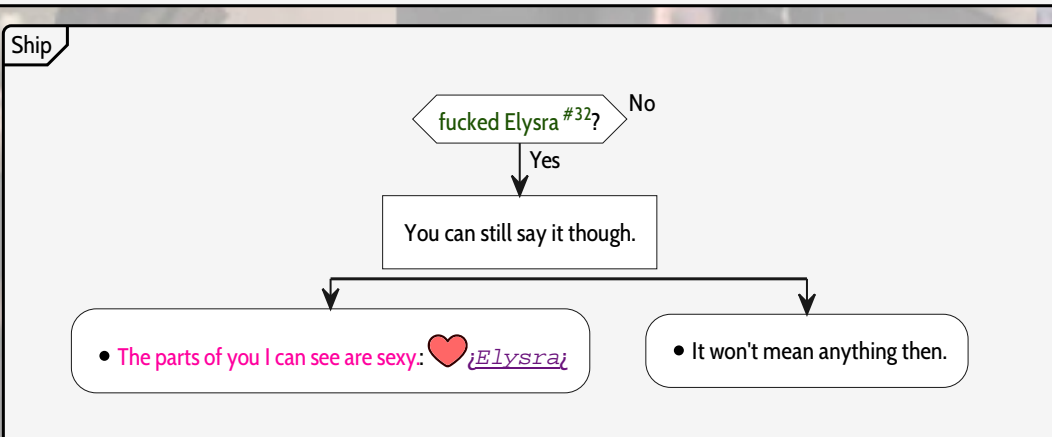 Ship
fucked Elysra #32?
No
Yes
You can still say it though.
• The parts of you I can see are sexy.: ¿Elysra¿
• It won't mean anything then.